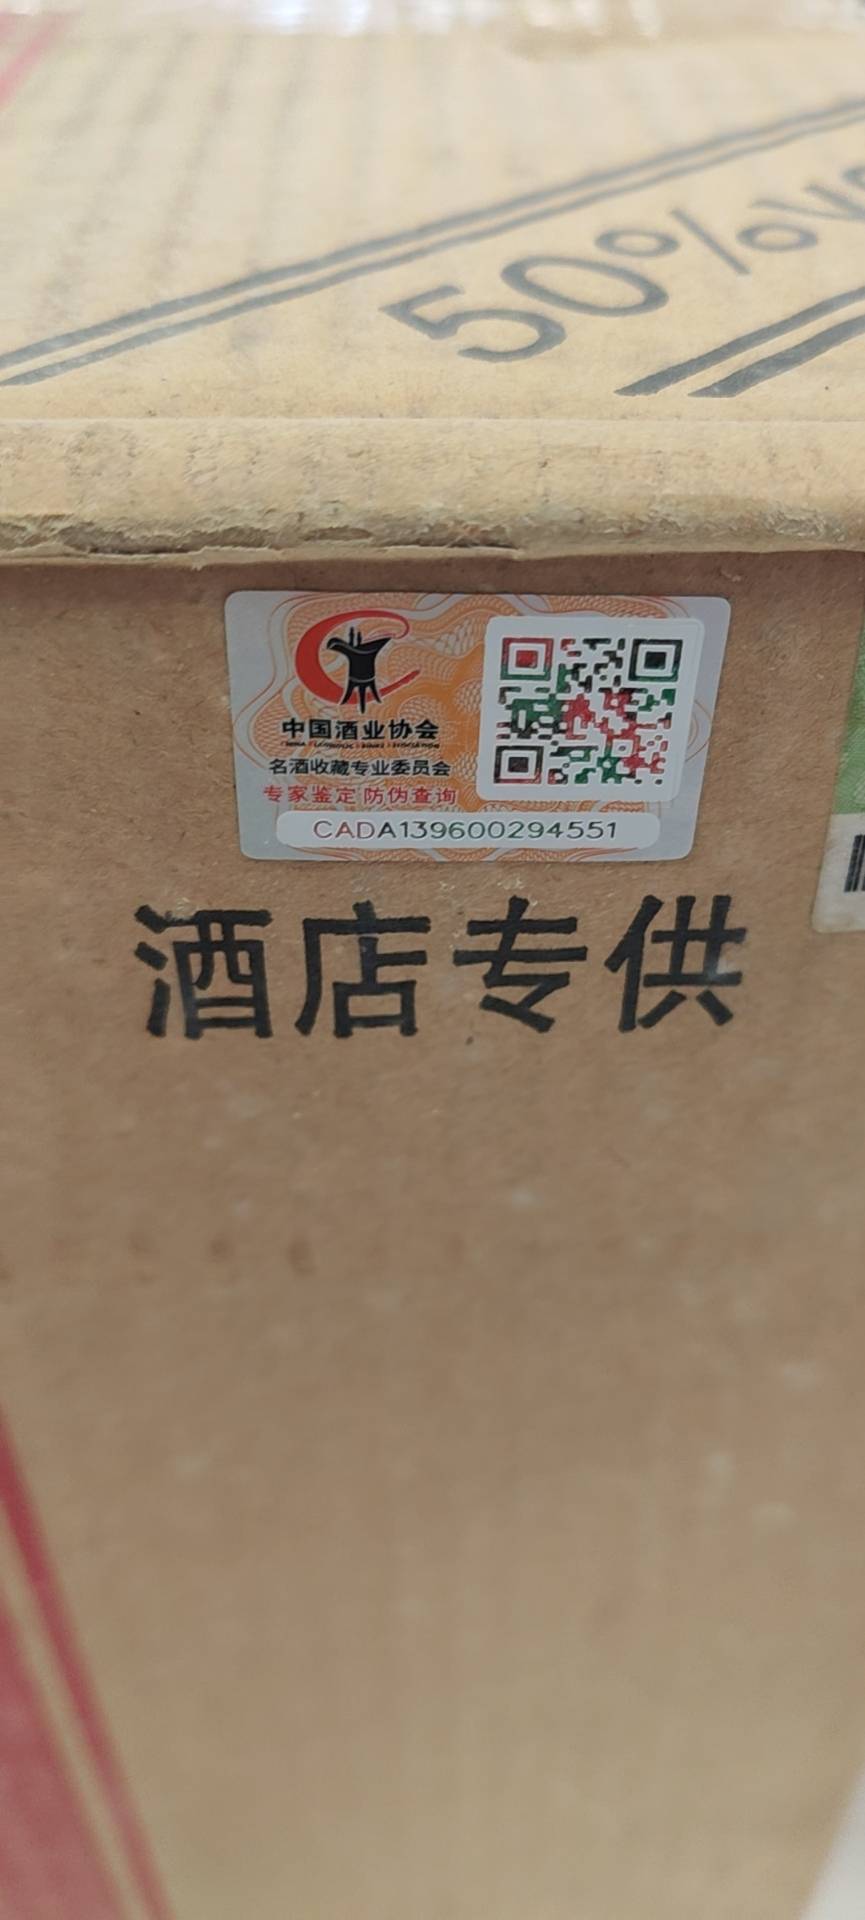 50%vo
中国酒业协会
名酒收藏专业委员会
专家鉴定 防伪查询
CADA139600294551
酒店专供